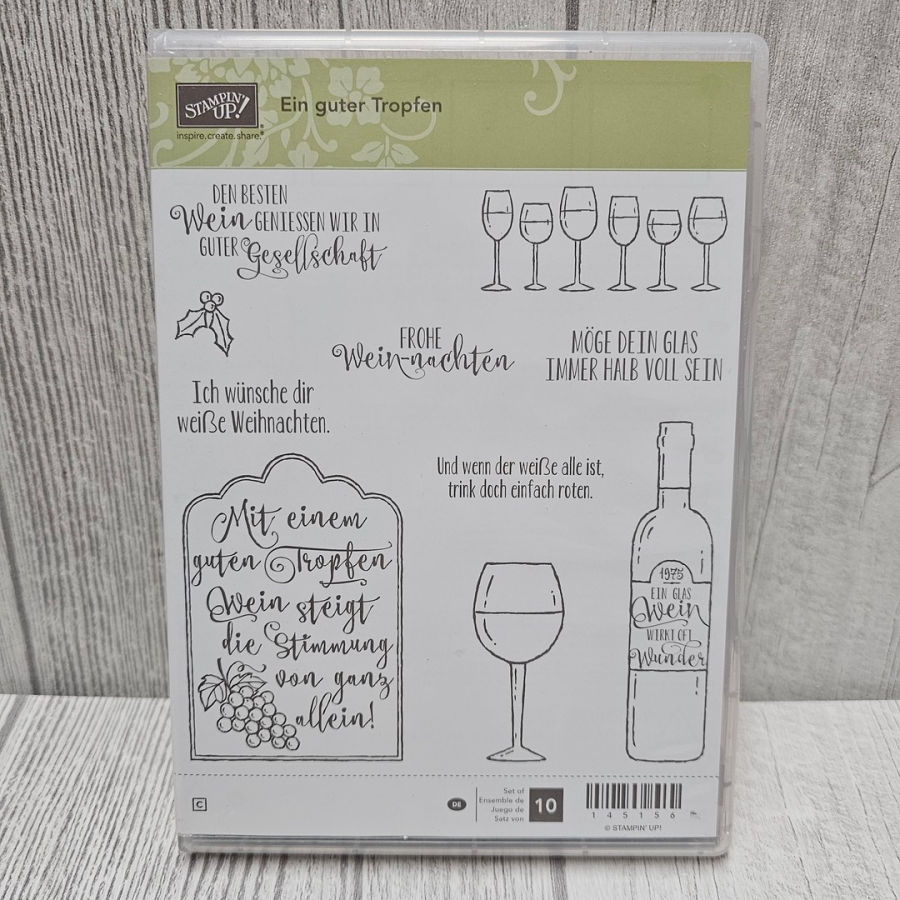 STAMPIN' UP!
inspire.create.share.®
Ein guter Tropfen
DEN BESTEN
Wein GENIESSEN WIR IN
GUTER Gesellschaft
FROHE
Wein-nachten
MÖGE DEIN GLAS
IMMER HALB VOLL SEIN
Ich wünsche dir
weiße Weihnachten.
Und wenn der weiße alle ist,
trink doch einfach roten.
Mit einem
guten Tropfen
Wein steigt
die Stimmung
von ganz
allein!
1975
EIN GLAS
Wein
WIRKT OFT
Wunder
C
DE
Set of
Ensemble de
Juego de
Satz von
10
145156
© STAMPIN' UP!